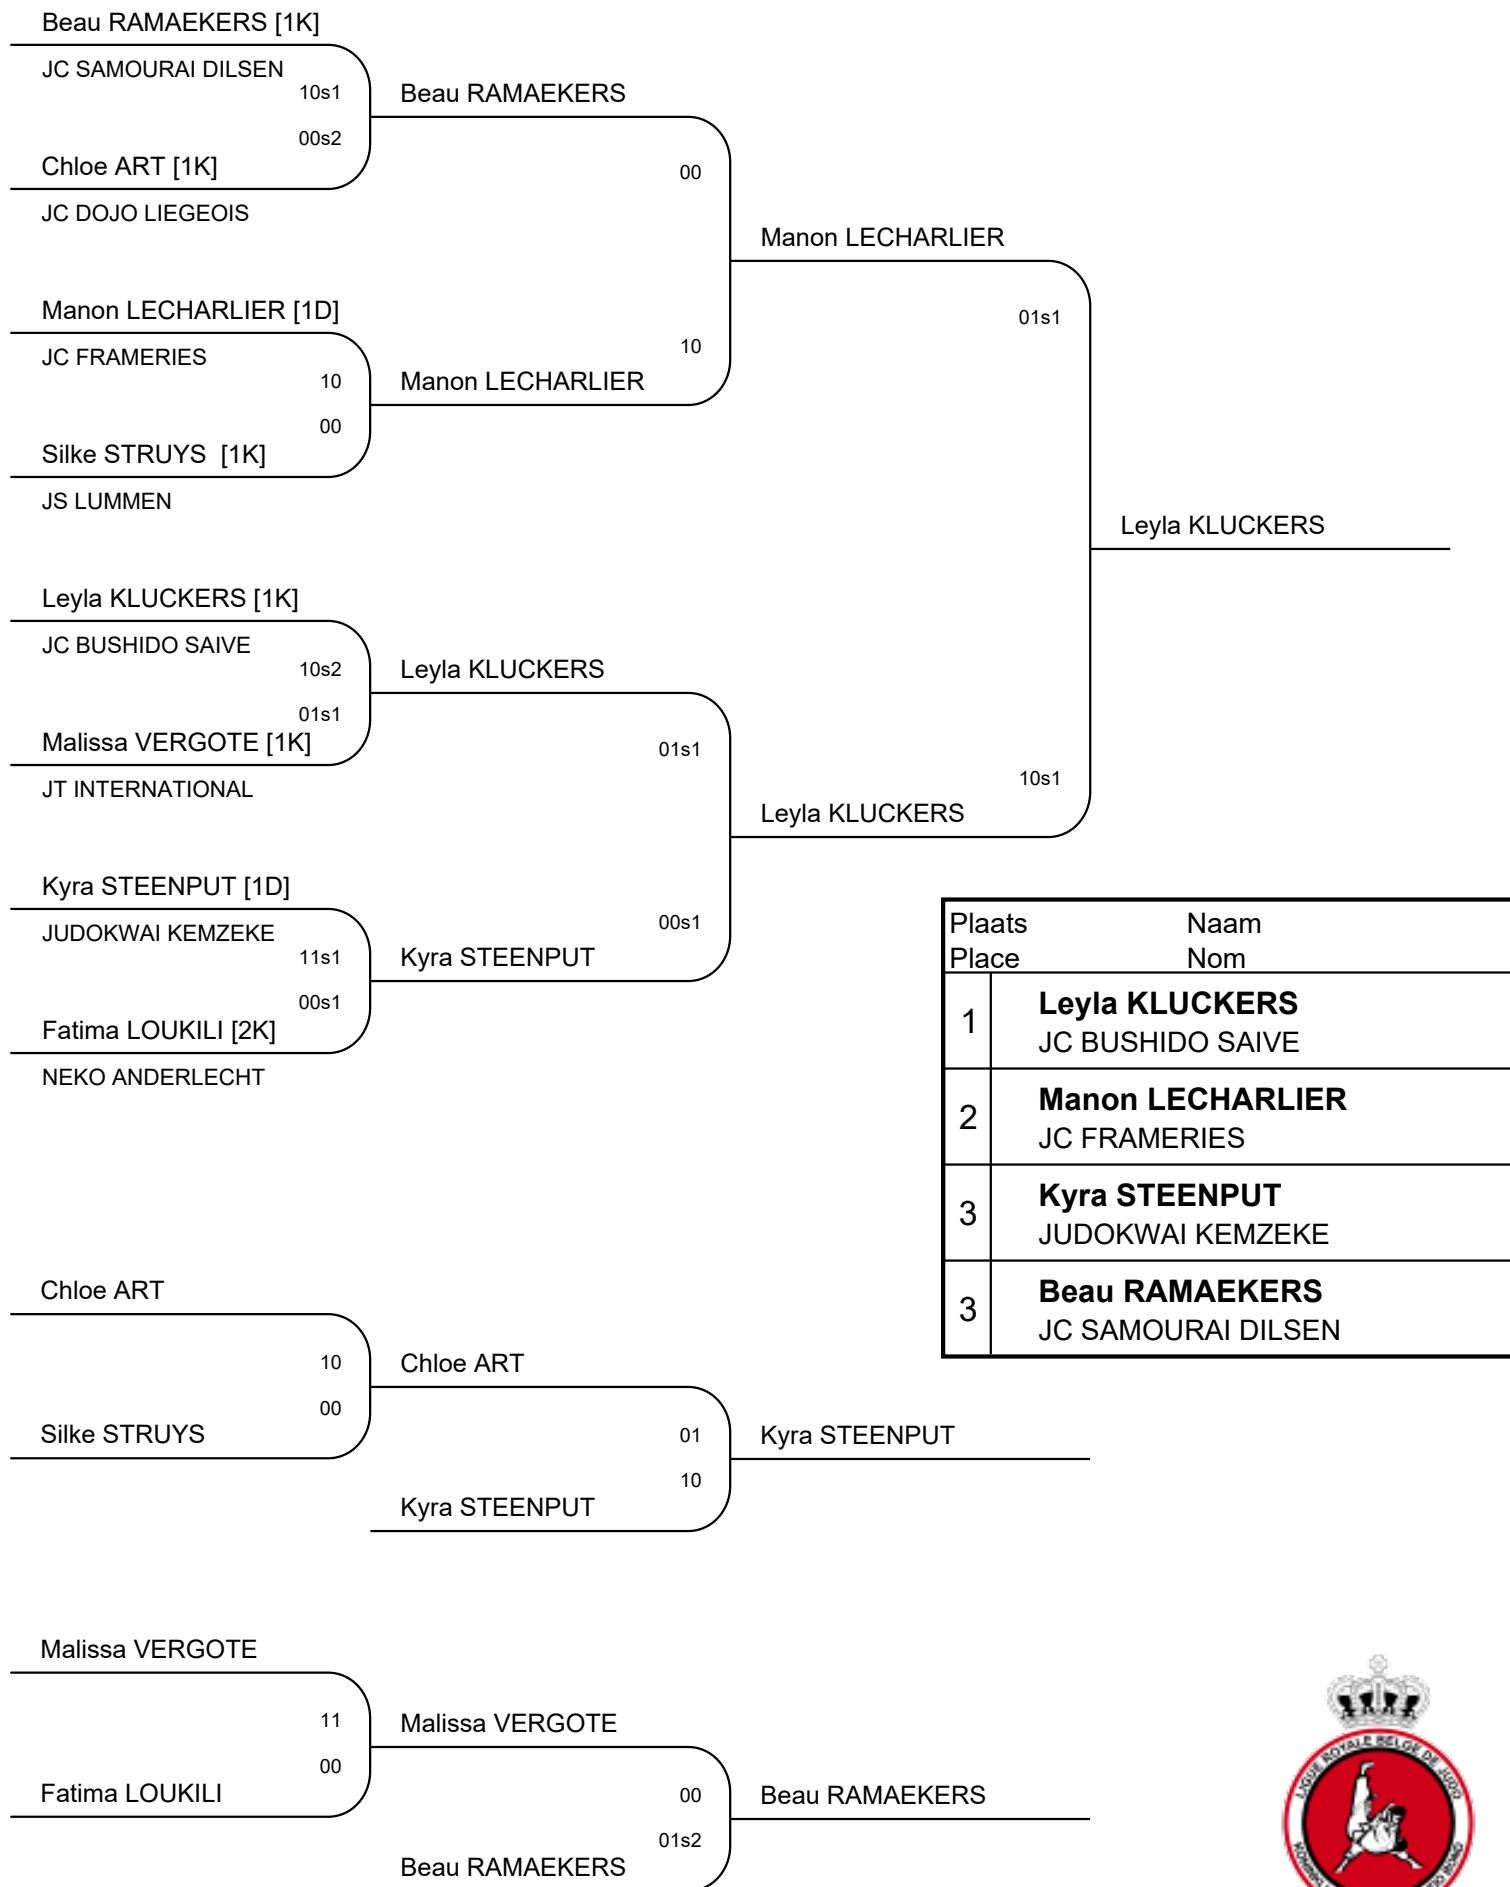 Beau RAMAEKERS [1K]
JC SAMOURAI DILSEN
10s1
Beau RAMAEKERS
00s2
Chloe ART [1K]
00
JC DOJO LIEGEOIS
Manon LECHARLIER
Manon LECHARLIER [1D]
01s1
JC FRAMERIES
10
10
Manon LECHARLIER
00
Silke STRUYS [1K]
JS LUMMEN
Leyla KLUCKERS
Leyla KLUCKERS [1K]
JC BUSHIDO SAIVE
10s2
Leyla KLUCKERS
01s1
Malissa VERGOTE [1K]
01s1
JT INTERNATIONAL
10s1
Leyla KLUCKERS
Kyra STEENPUT [1D]
JUDOKWAI KEMZEKE
00s1
11s1
Kyra STEENPUT
00s1
Fatima LOUKILI [2K]
NEKO ANDERLECHT
Plaats Naam
Place Nom
1 Leyla KLUCKERS
JC BUSHIDO SAIVE
2 Manon LECHARLIER
JC FRAMERIES
3 Kyra STEENPUT
JUDOKWAI KEMZEKE
3 Beau RAMAEKERS
JC SAMOURAI DILSEN
Chloe ART
10
Chloe ART
00
Silke STRUYS
01
Kyra STEENPUT
10
Kyra STEENPUT
Malissa VERGOTE
11
Malissa VERGOTE
00
Fatima LOUKILI
00
Beau RAMAEKERS
01s2
Beau RAMAEKERS
LIGUE ROYALE BELGE DE JUDO